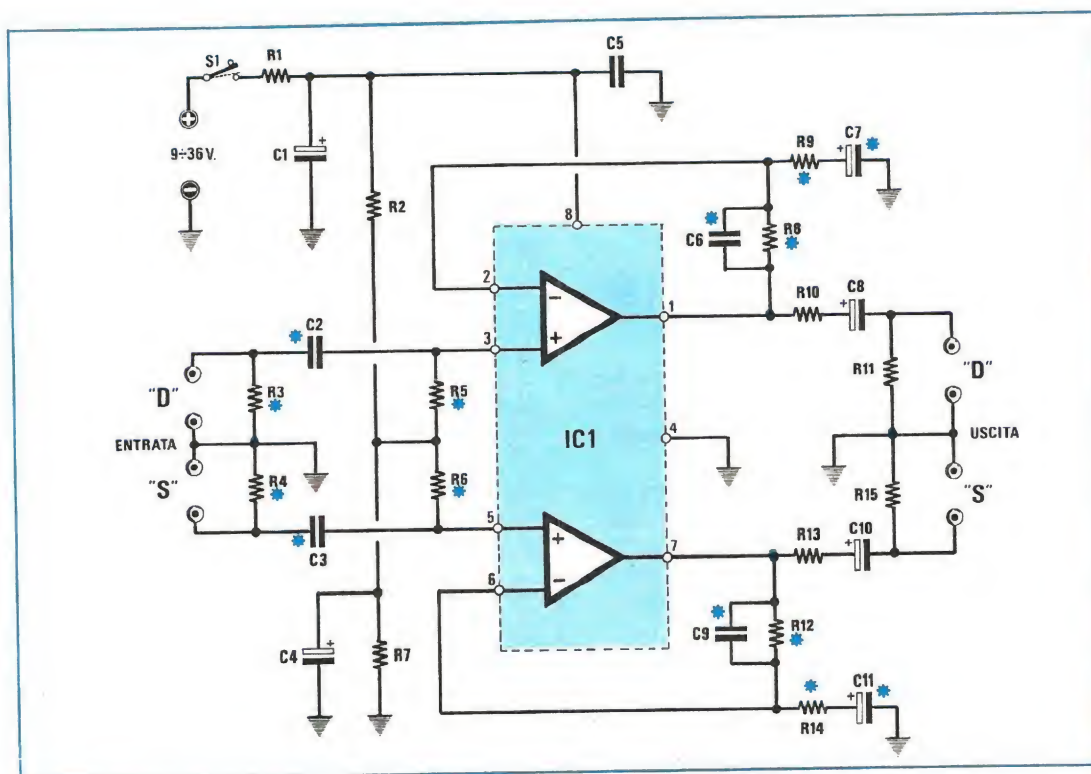 S1
R1
C5
9÷36V.
C1
R2
R9
C7
C6
R8
8
2
1
R10
C8
3
C2
"D"
R3
R5
R11
"D"
ENTRATA
IC1
4
USCITA
"S"
R4
R6
R15
"S"
C3
5
7
R13
C10
6
C9
R12
C4
R7
R14
C11